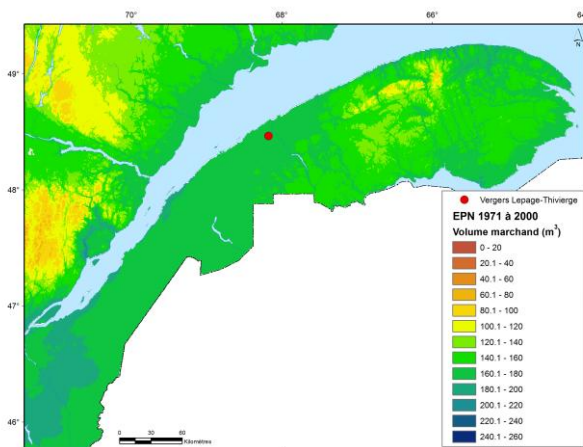 70°
68°
66°
64
N
49°
48°
47°
46°
Vergers Lepage-Thivierge
EPN 1971 à 2000
Volume marchand (m³)
0 - 20
20.1 - 40
40.1 - 60
60.1 - 80
80.1 - 100
100.1 - 120
120.1 - 140
140.1 - 160
160.1 - 180
180.1 - 200
200.1 - 220
220.1 - 240
240.1 - 260
0 15 30 60
Kilomètres